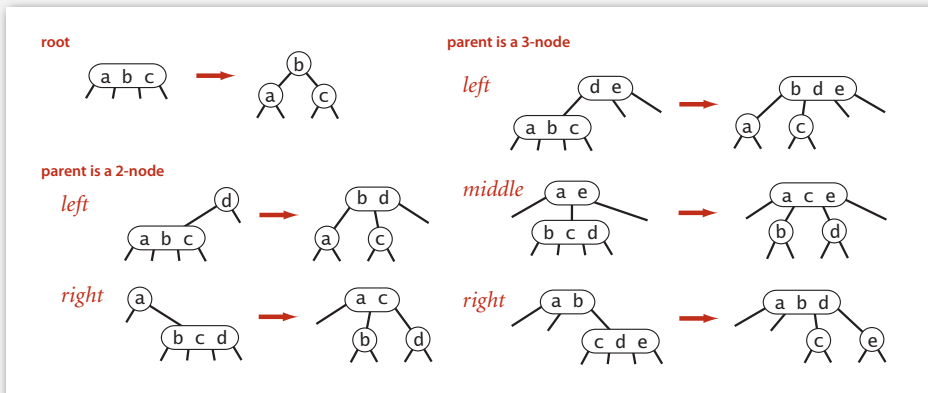 root
a b c
b
a
c
parent is a 2-node
left
d
a b c
b d
a
c
right
a
b c d
a c
b
d
parent is a 3-node
left
d e
a b c
b d e
a
c
middle
a e
b c d
a c e
b
d
right
a b
c d e
a b d
c
e